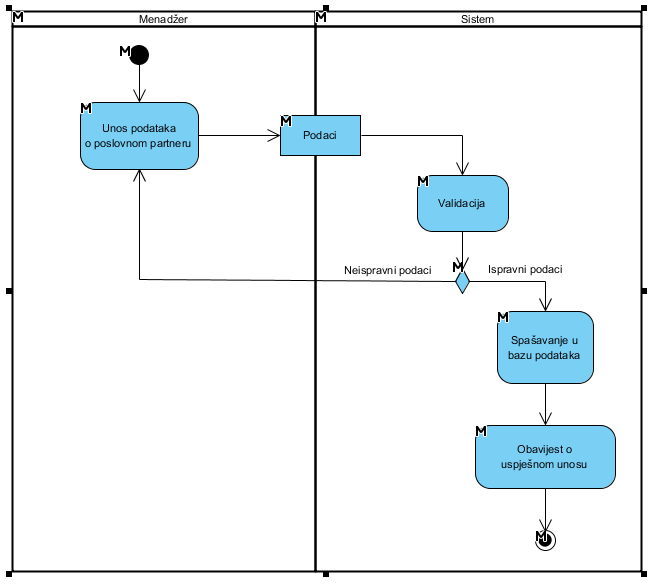 M
Menadžer
M
Sistem
M
M
Unos podataka
o poslovnom partneru
M
Podaci
M
Validacija
M
Neispravni podaci
Ispravni podaci
M
Spašavanje u
bazu podataka
M
Obavijest o
uspješnom unosu
M